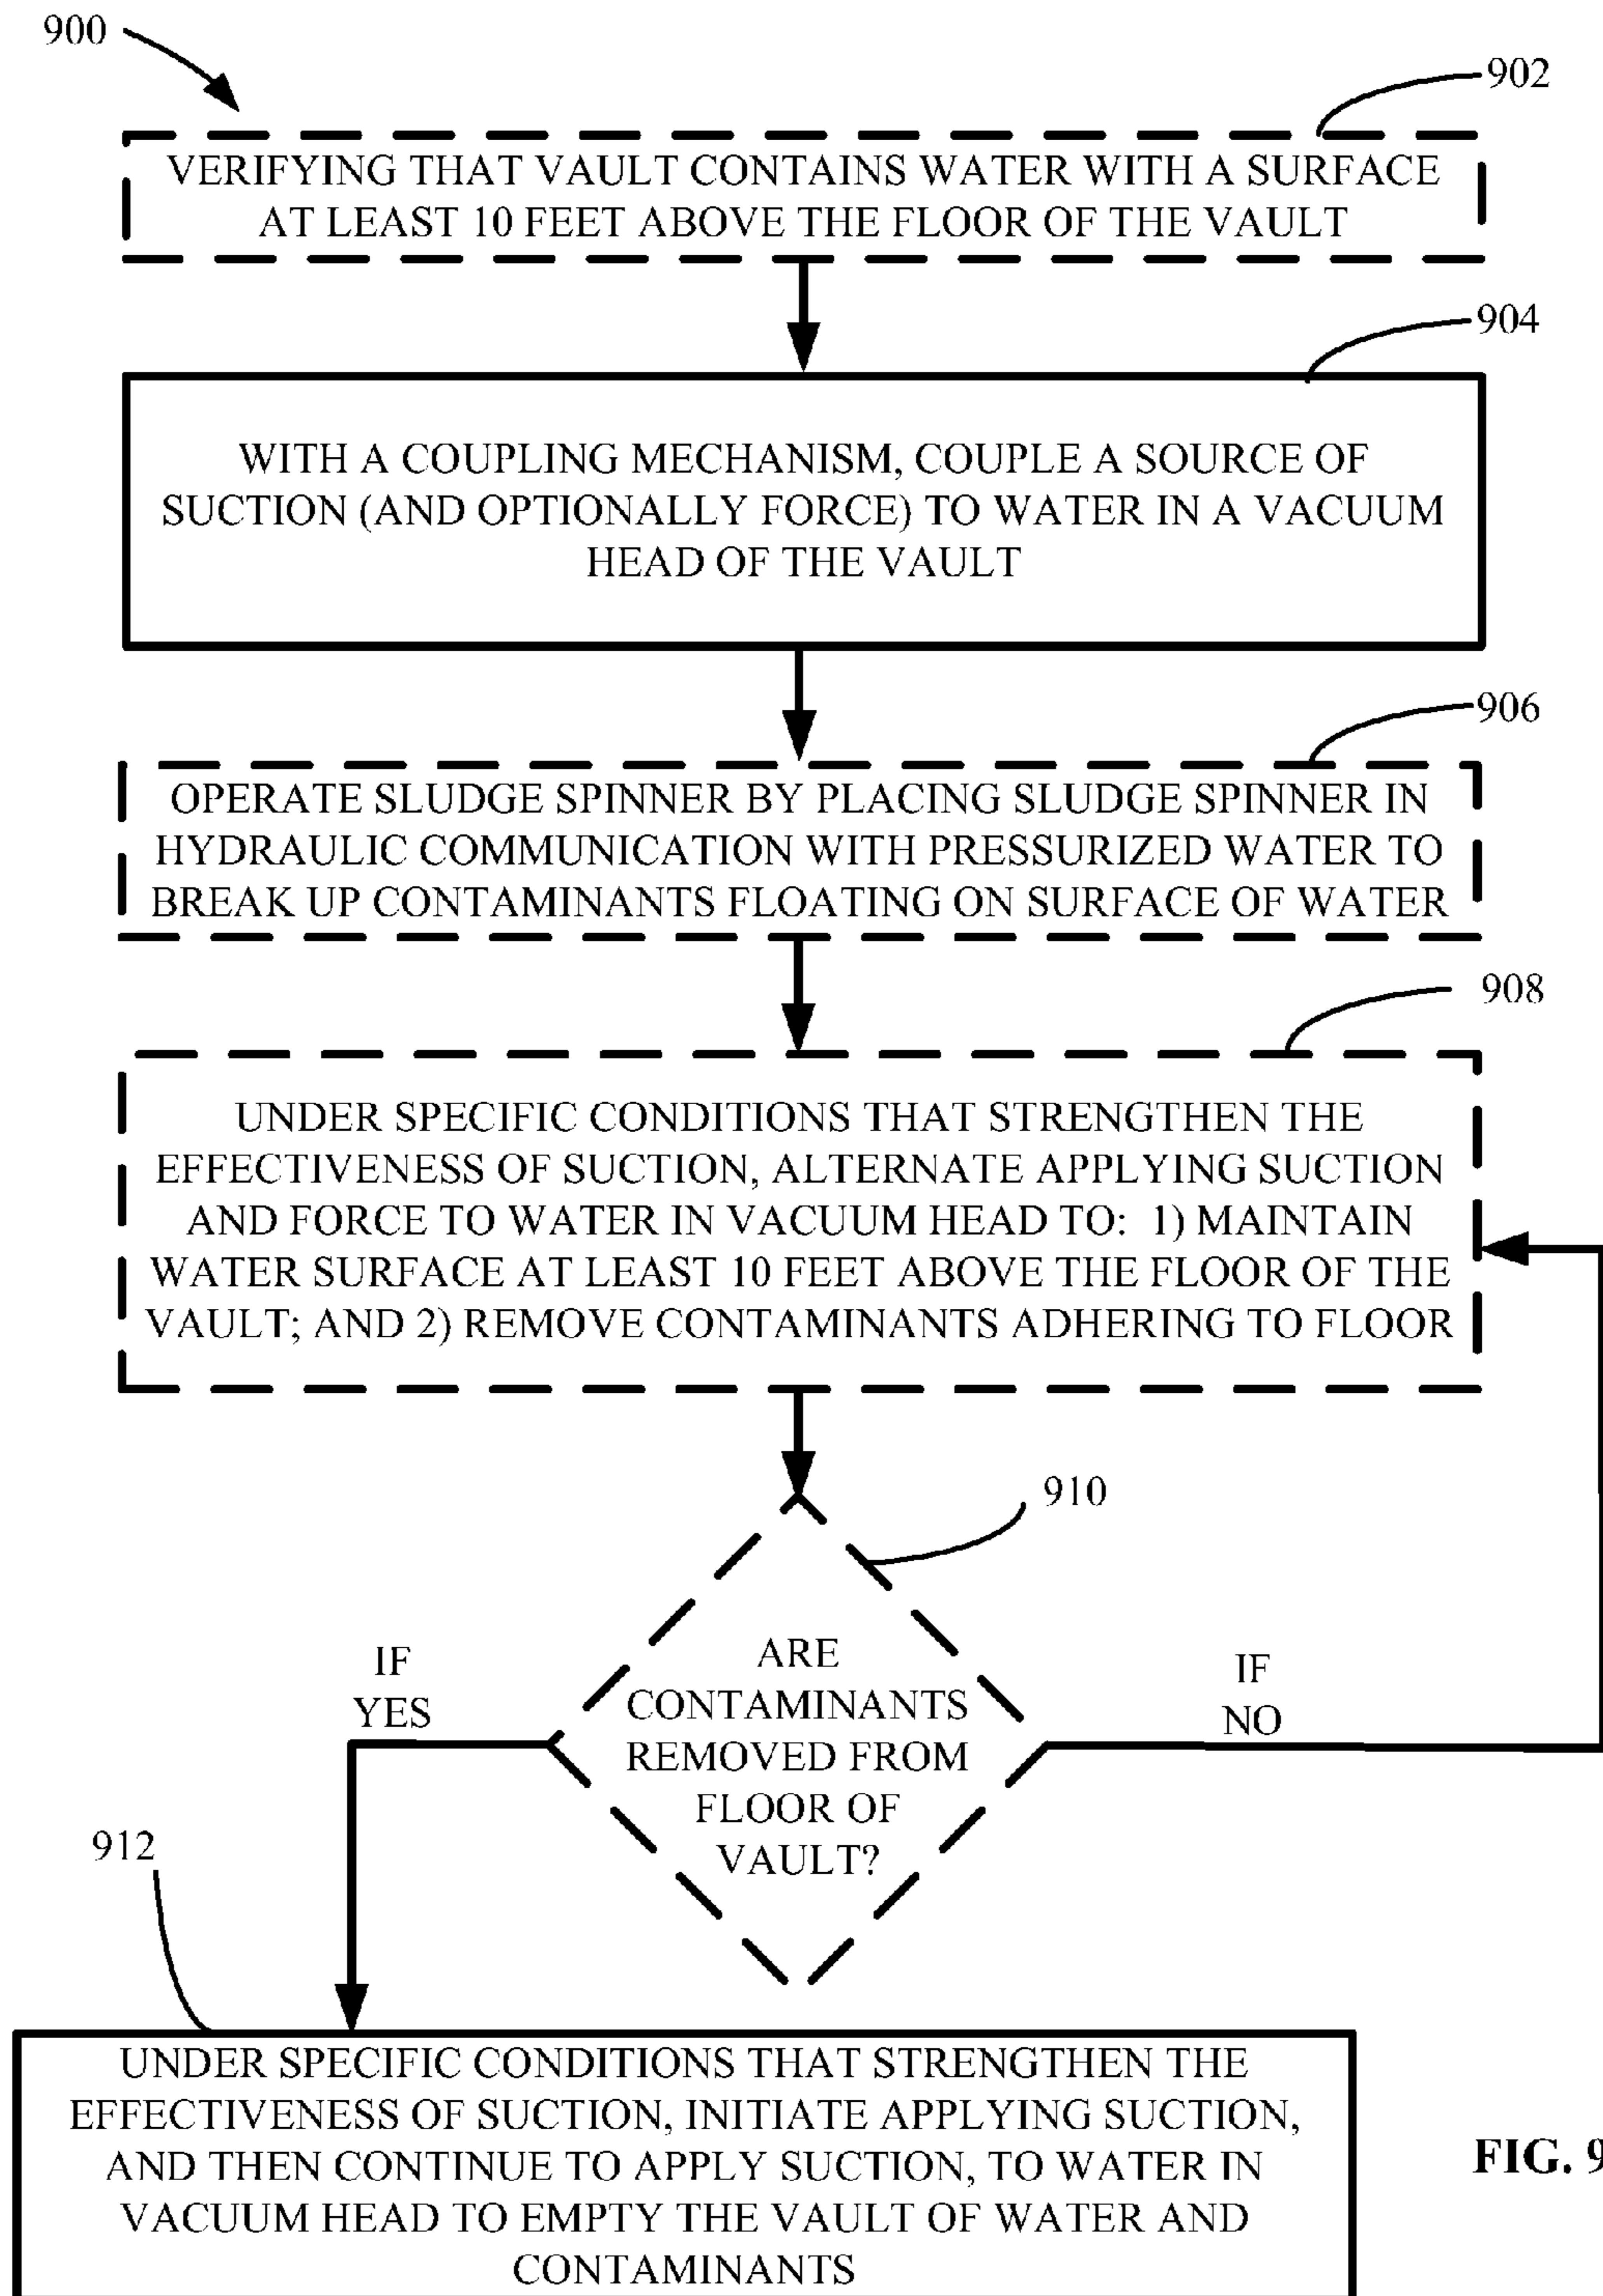 900
902
VERIFYING THAT VAULT CONTAINS WATER WITH A SURFACE
AT LEAST 10 FEET ABOVE THE FLOOR OF THE VAULT
904
WITH A COUPLING MECHANISM, COUPLE A SOURCE OF
SUCTION (AND OPTIONALLY FORCE) TO WATER IN A VACUUM
HEAD OF THE VAULT
906
OPERATE SLUDGE SPINNER BY PLACING SLUDGE SPINNER IN
HYDRAULIC COMMUNICATION WITH PRESSURIZED WATER TO
BREAK UP CONTAMINANTS FLOATING ON SURFACE OF WATER
908
UNDER SPECIFIC CONDITIONS THAT STRENGTHEN THE
EFFECTIVENESS OF SUCTION, ALTERNATE APPLYING SUCTION
AND FORCE TO WATER IN VACUUM HEAD TO: 1) MAINTAIN
WATER SURFACE AT LEAST 10 FEET ABOVE THE FLOOR OF THE
VAULT; AND 2) REMOVE CONTAMINANTS ADHERING TO FLOOR
910
ARE
CONTAMINANTS
REMOVED FROM
FLOOR OF
VAULT?
IF
YES
IF
NO
912
UNDER SPECIFIC CONDITIONS THAT STRENGTHEN THE
EFFECTIVENESS OF SUCTION, INITIATE APPLYING SUCTION,
AND THEN CONTINUE TO APPLY SUCTION, TO WATER IN
VACUUM HEAD TO EMPTY THE VAULT OF WATER AND
CONTAMINANTS
FIG. 9